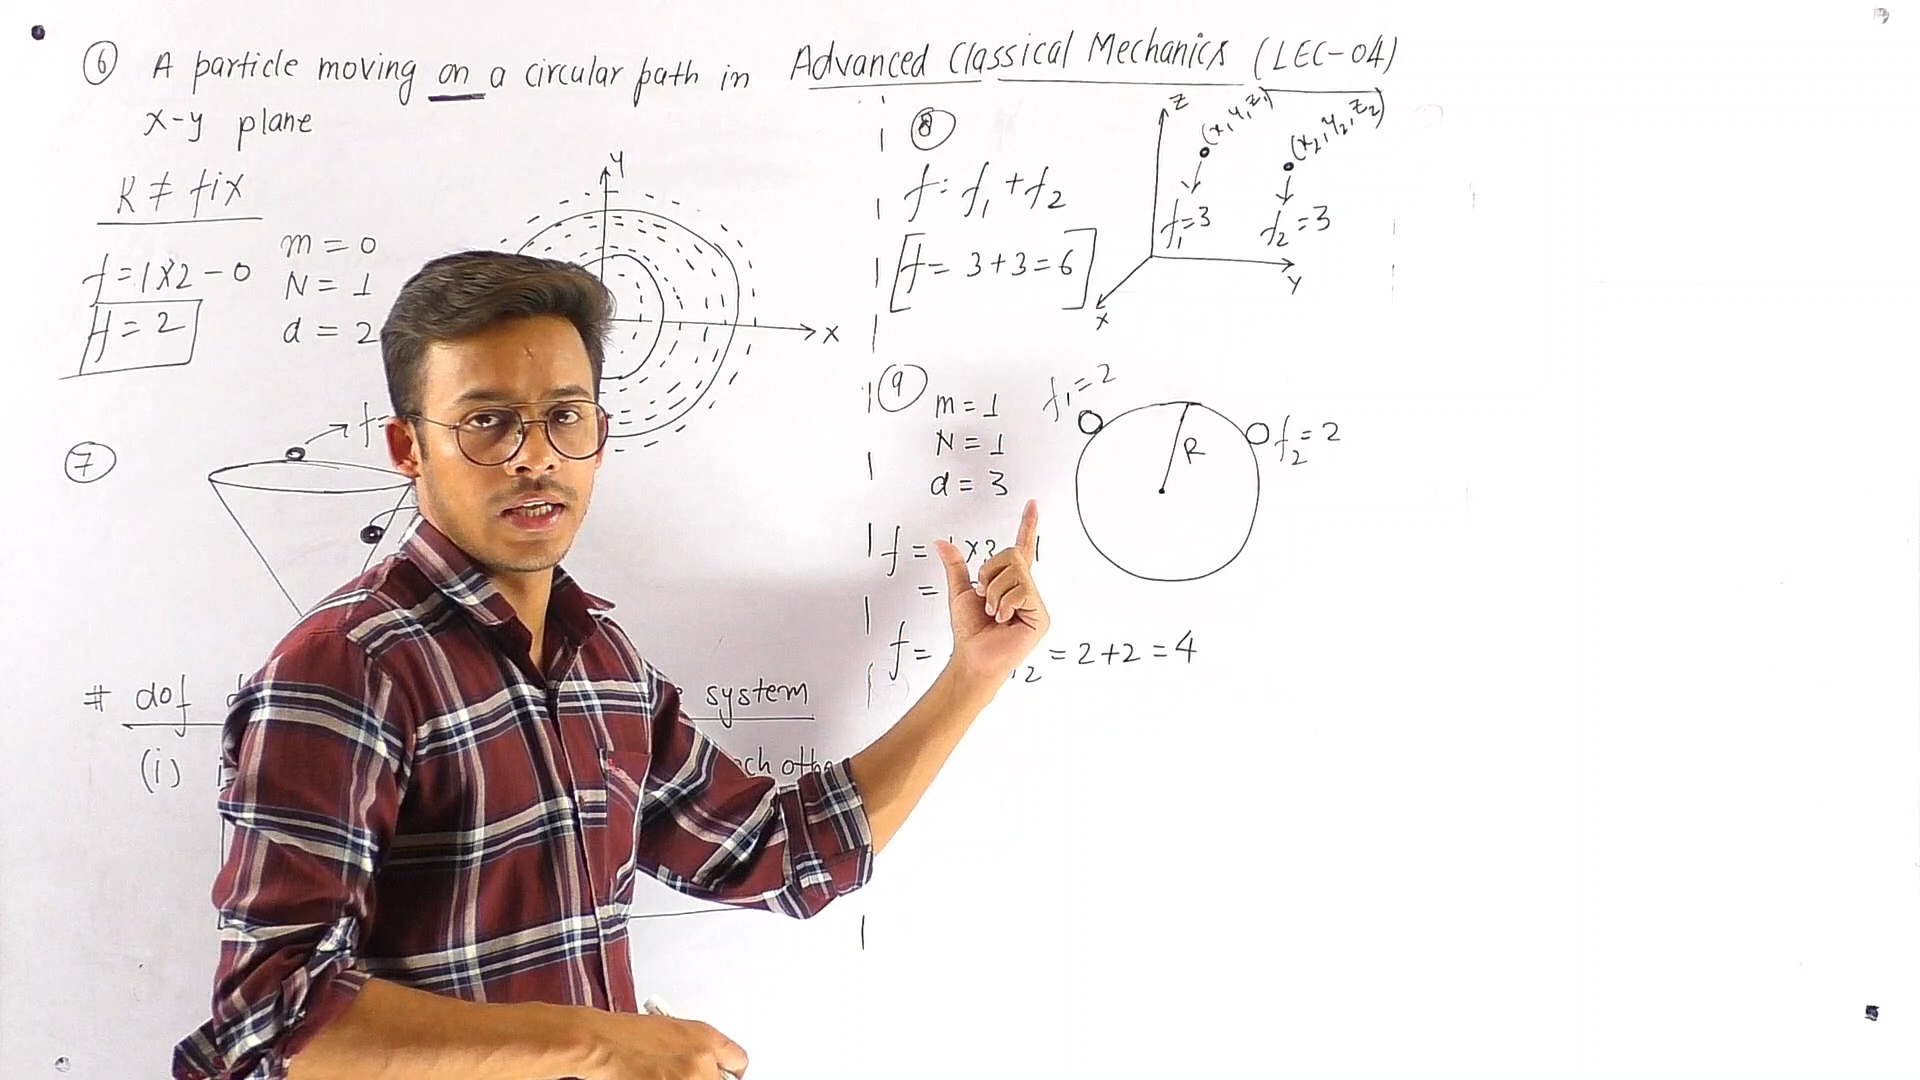 ⑥ A particle moving on a circular path in
x-y plane
Advanced Classical Mechanics (LEC-04)
R ≠ fix
f = 1×2-0
f = 2
m = 0
N = 1
d = 2
Y
X
⑦
f=
# dof system
(i)
⑧
f = f₁ + f₂
[f = 3+3=6]
Z
(x₁,y₁,z₁)
(x₂,y₂,z₂)
f₁=3
f₂=3
Y
X
⑨
m = 1
N = 1
d = 3
f₁=2
f₂=2
R
f =
=
f = ₂ = 2+2 = 4